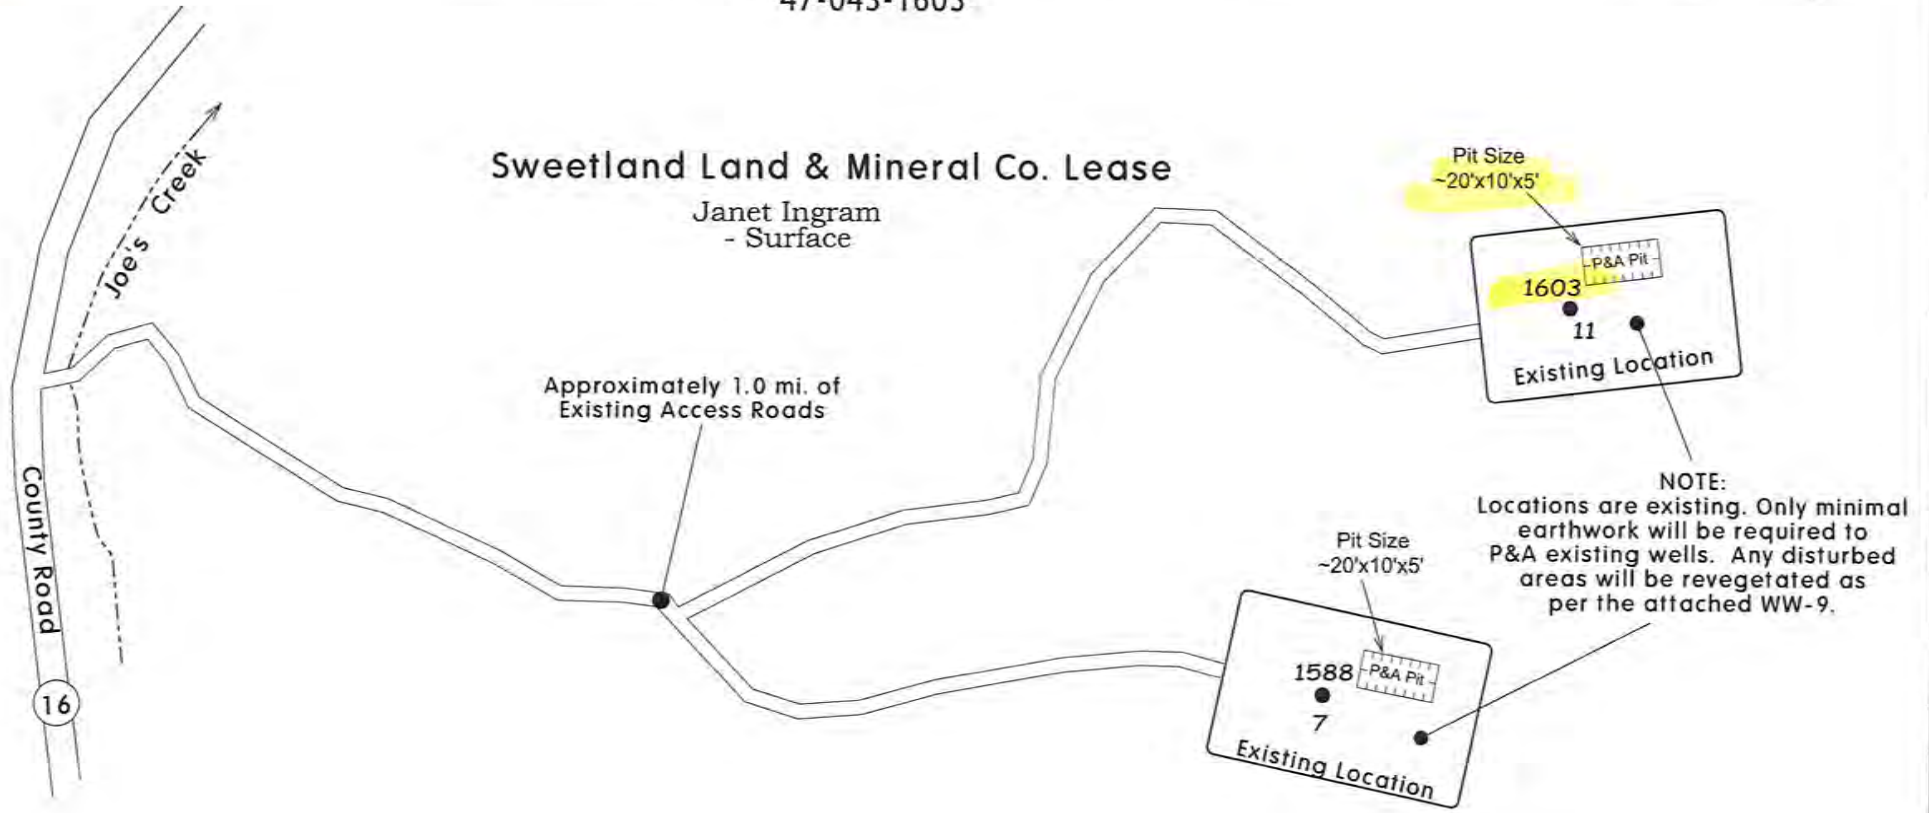 47-043-1603
Sweetland Land & Mineral Co. Lease
Janet Ingram
- Surface
Joe's Creek
Pit Size
~20'x10'x5'
P&A Pit
1603
11
Existing Location
Approximately 1.0 mi. of
Existing Access Roads
County Road
16
NOTE:
Locations are existing. Only minimal
earthwork will be required to
P&A existing wells. Any disturbed
areas will be revegetated as
per the attached WW-9.
Pit Size
~20'x10'x5'
1588
P&A Pit
7
Existing Location